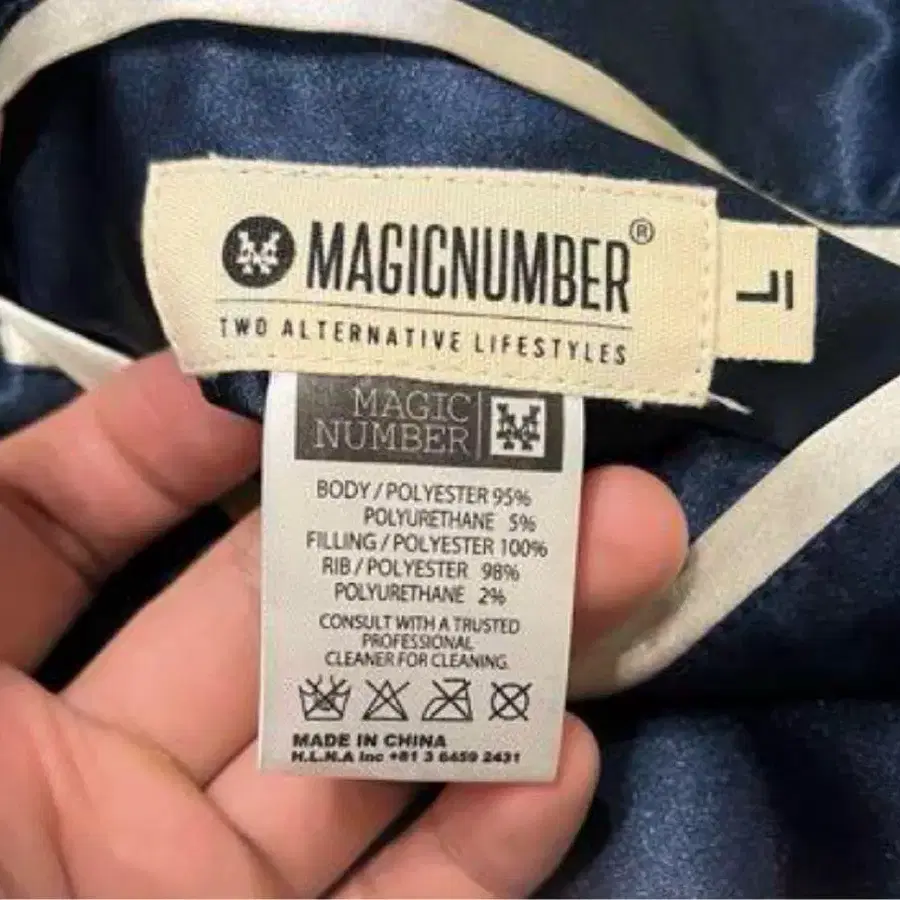 MAGICNUMBER®
TWO ALTERNATIVE LIFESTYLES
L
MAGIC
NUMBER
BODY / POLYESTER 95%
POLYURETHANE 5%
FILLING / POLYESTER 100%
RIB / POLYESTER 98%
POLYURETHANE 2%
CONSULT WITH A TRUSTED
PROFESSIONAL
CLEANER FOR CLEANING.
MADE IN CHINA
H.L.N.A Inc +81 3 6459 2431